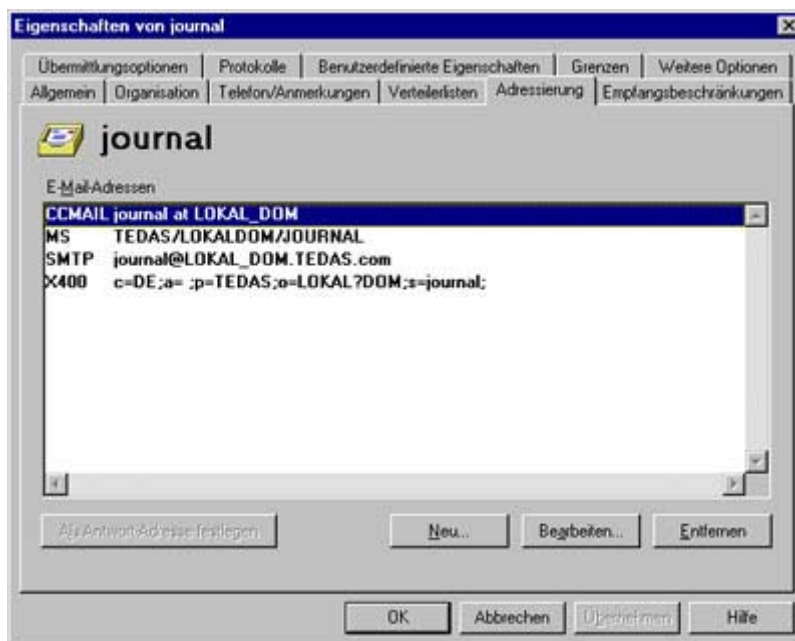 Eigenschaften von journal
Übermittlungsoptionen Protokolle Benutzerdefinierte Eigenschaften Grenzen Weitere Optionen
Allgemein Organisation Telefon/Anmerkungen Verteilerlisten Adressierung Empfangsbeschränkungen
journal
E-Mail-Adressen
CCMAIL journal at LOKAL_DOM
MS TEDAS/LOKALDOM/JOURNAL
SMTP journal@LOKAL_DOM.TEDAS.com
X400 c=DE;a= ;p=TEDAS;o=LOKAL?DOM;s=journal;
Als Antwort-Adresse festlegen Neu... Bearbeiten... Entfernen
OK Abbrechen Übernehmen Hilfe